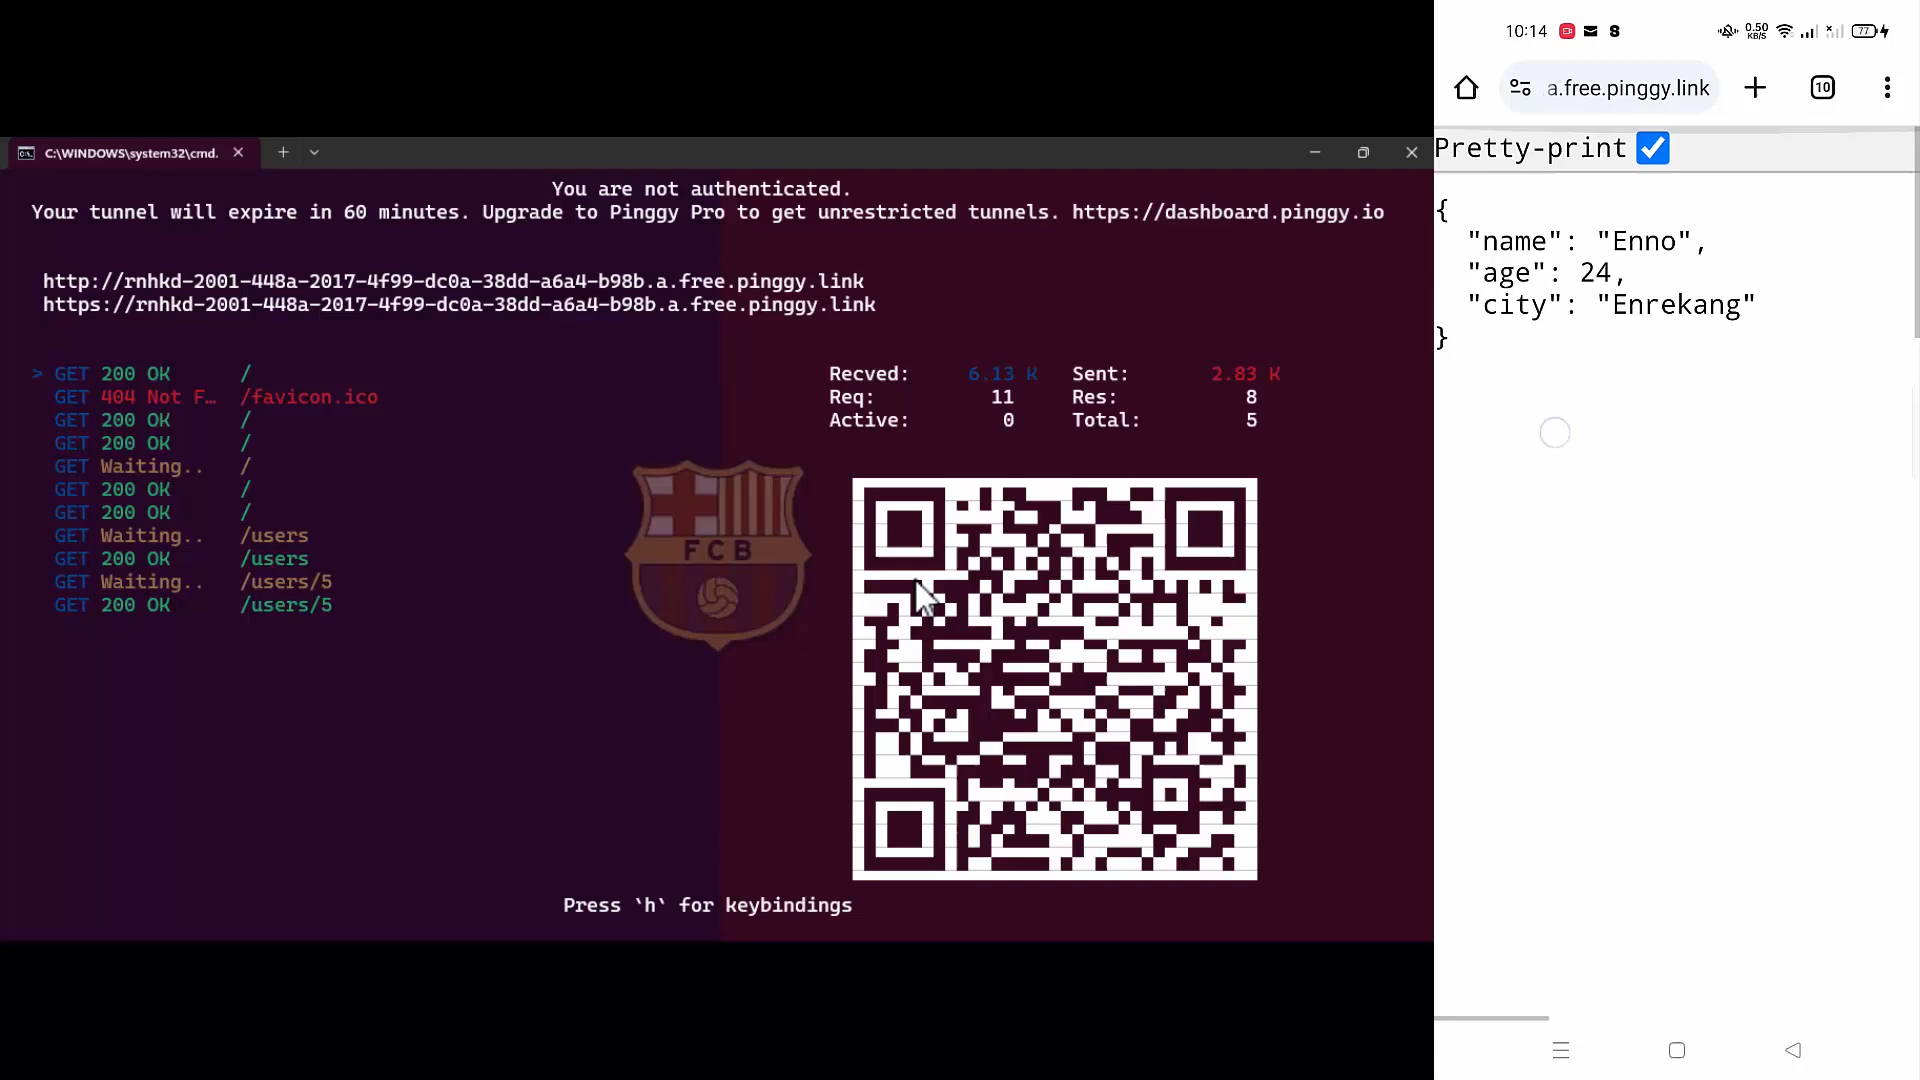 C:\WINDOWS\system32\cmd.
You are not authenticated.
Your tunnel will expire in 60 minutes. Upgrade to Pinggy Pro to get unrestricted tunnels. https://dashboard.pinggy.io
http://rnhkd-2001-448a-2017-4f99-dc0a-38dd-a6a4-b98b.a.free.pinggy.link
https://rnhkd-2001-448a-2017-4f99-dc0a-38dd-a6a4-b98b.a.free.pinggy.link
> GET 200 OK /
GET 404 Not F… /favicon.ico
GET 200 OK /
GET 200 OK /
GET Waiting.. /
GET 200 OK /
GET 200 OK /
GET Waiting.. /users
GET 200 OK /users
GET Waiting.. /users/5
GET 200 OK /users/5
Recved: 6.13 K Sent: 2.83 K
Req: 11 Res: 8
Active: 0 Total: 5
FCB
Press `h` for keybindings
10:14 S 0.50 KB/S 77
a.free.pinggy.link 10
Pretty-print
{
"name": "Enno",
"age": 24,
"city": "Enrekang"
}